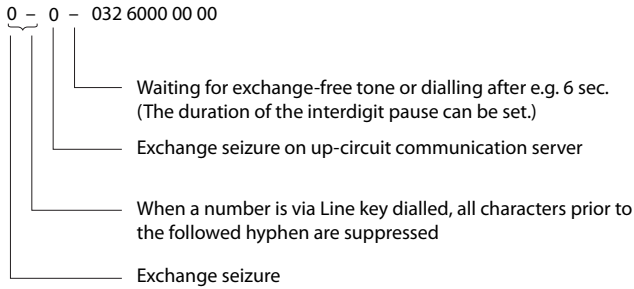 0 – 0 – 032 6000 00 00
Waiting for exchange-free tone or dialling after e.g. 6 sec.
(The duration of the interdigit pause can be set.)
Exchange seizure on up-circuit communication server
When a number is via Line key dialled, all characters prior to
the followed hyphen are suppressed
Exchange seizure